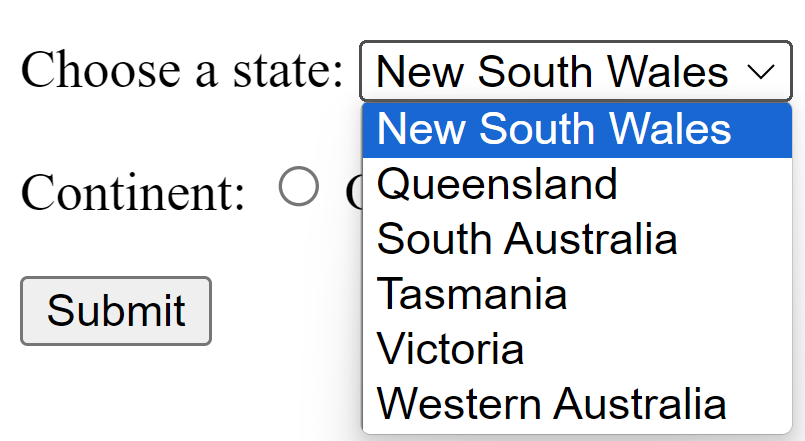 Choose a state: New South Wales
New South Wales
Queensland
South Australia
Tasmania
Victoria
Western Australia
Continent:
Submit